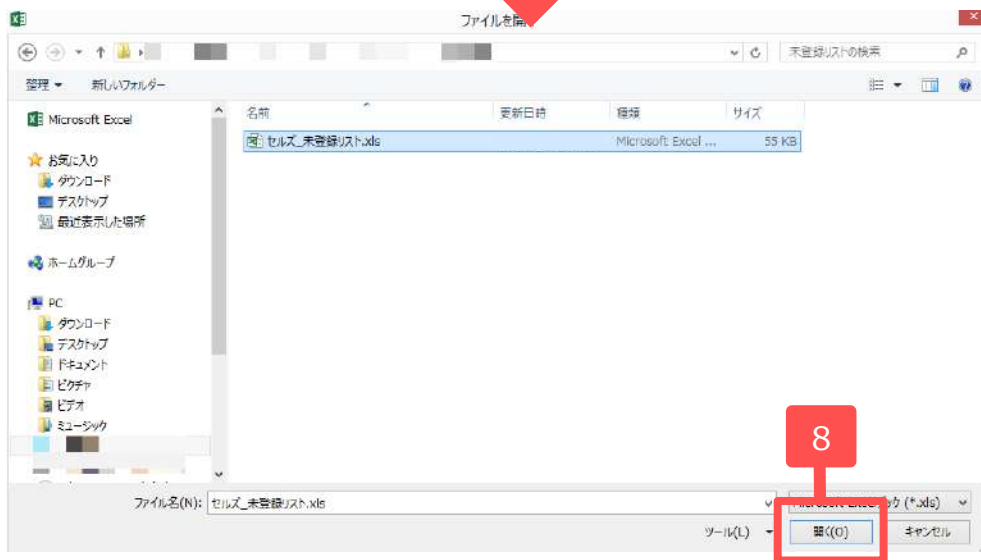 ファイルを開
未登録リストの検索
整理 新しいフォルダー
名前 更新日時 種類 サイズ
Microsoft Excel
セルズ_未登録リスト.xls Microsoft Excel ... 55 KB
お気に入り
ダウンロード
デスクトップ
最近表示した場所
ホームグループ
PC
ダウンロード
デスクトップ
ドキュメント
ピクチャ
ビデオ
ミュージック
8
ファイル名(N): セルズ_未登録リスト.xls (*.xls)
ツール(L) 開く(O) キャンセル